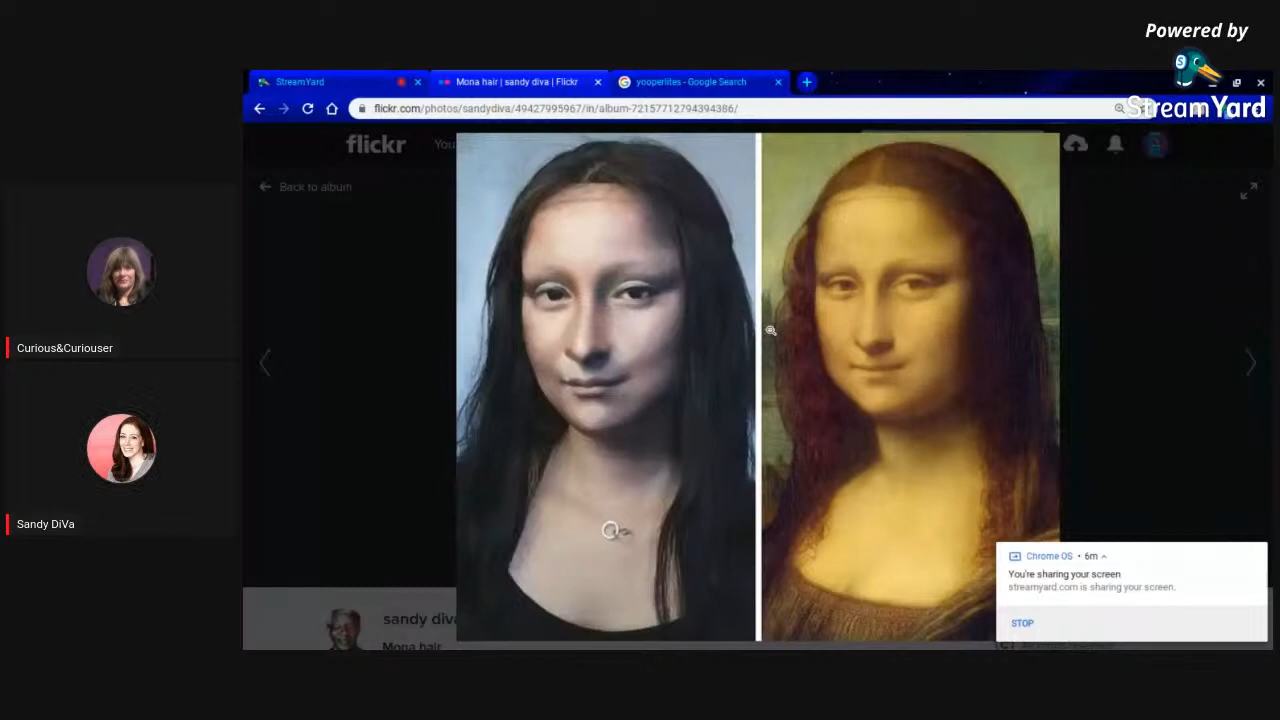 Powered by
StreamYard
StreamYard
Mona hair | sandy diva | Flickr
yooperlites - Google Search
flickr.com/photos/sandydiva/49427995967/in/album-72157712794394386/
flickr
You
Back to album
Curious&Curiouser
Sandy DiVa
Chrome OS • 6m
You're sharing your screen
streamyard.com is sharing your screen.
STOP
sandy diva
Mona hair